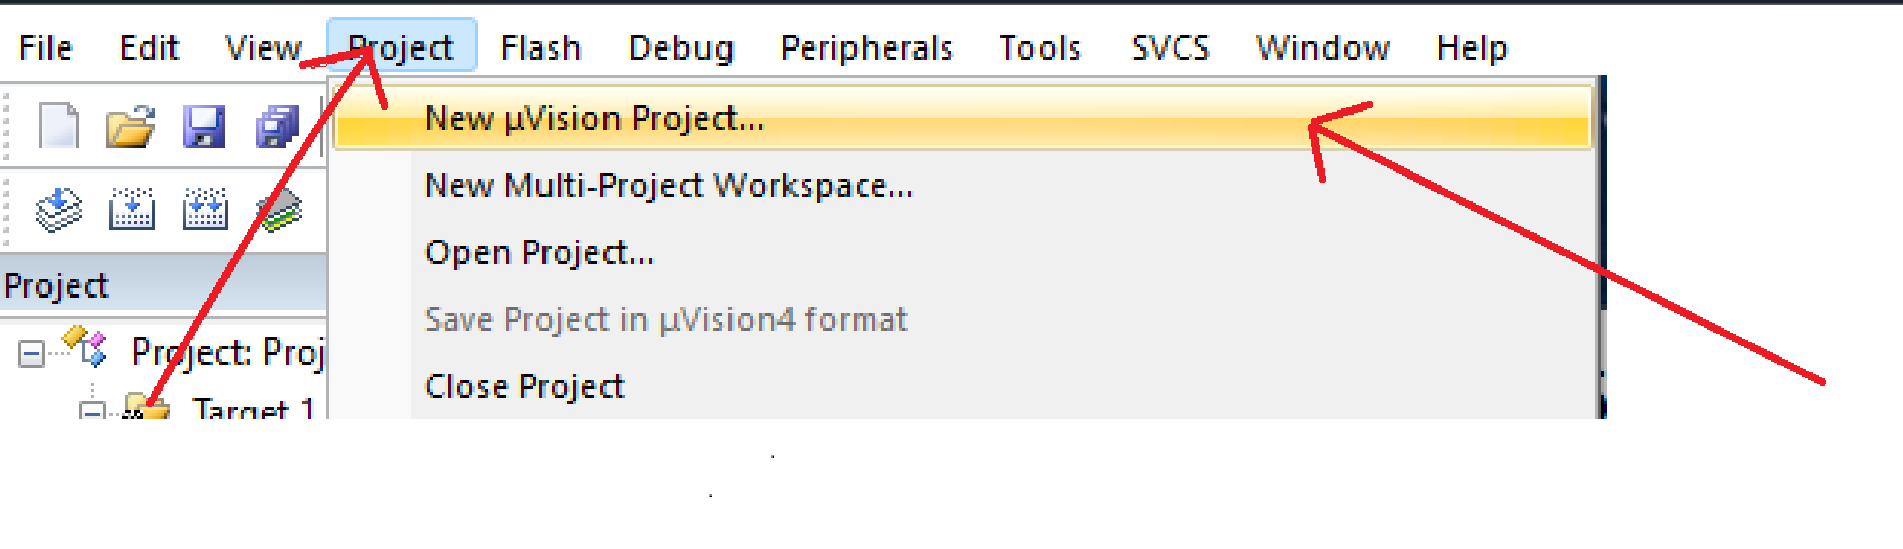 File Edit View Project Flash Debug Peripherals Tools SVCS Window Help
New µVision Project...
New Multi-Project Workspace...
Open Project...
Save Project in µVision4 format
Close Project
Project
Project: Proj
Target 1